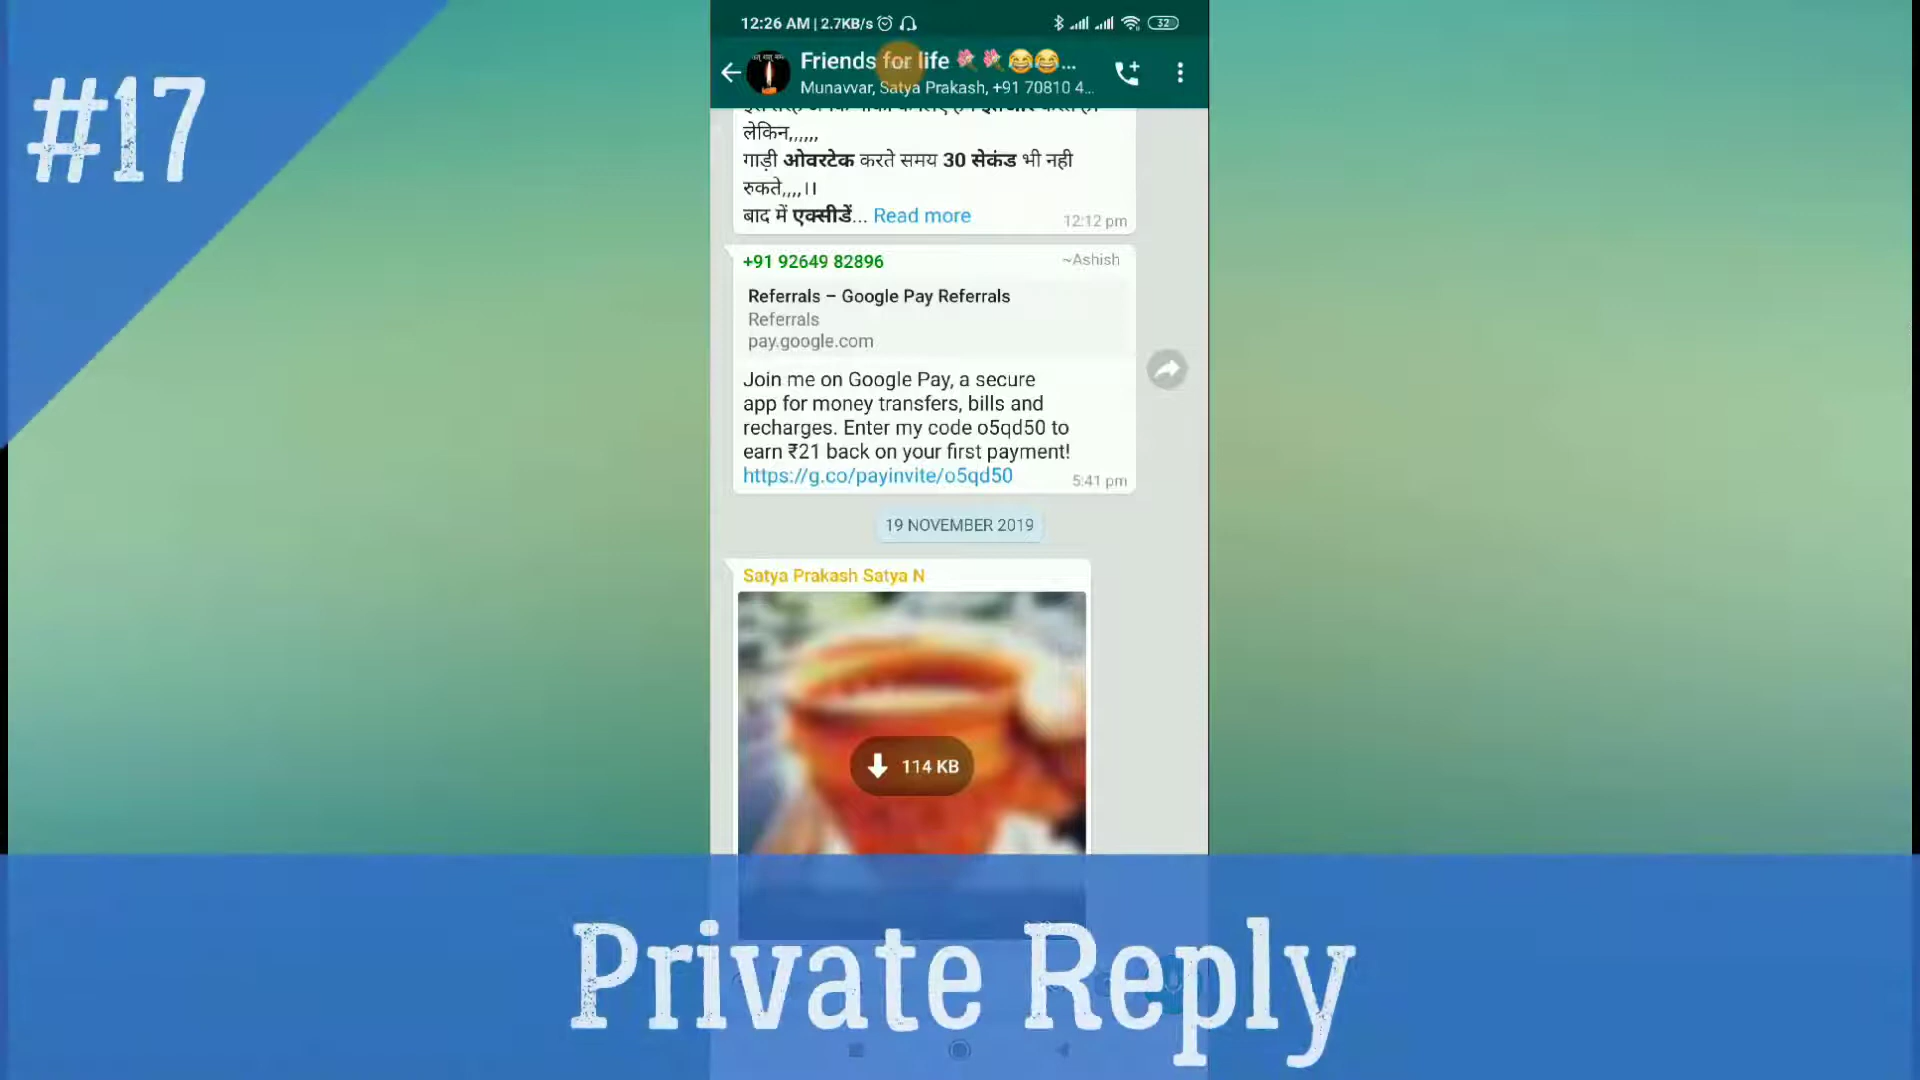 #17
12:26 AM | 2.7KB/s
32
Friends for life 😂😂...
Munavvar, Satya Prakash, +91 70810 4...
लेकिन,,,,,,
गाड़ी ओवरटेक करते समय 30 सेकंड भी नही
रुकते,,,,।।
बाद में एक्सीडें... Read more
12:12 pm
+91 92649 82896
~Ashish
Referrals – Google Pay Referrals
Referrals
pay.google.com
Join me on Google Pay, a secure
app for money transfers, bills and
recharges. Enter my code o5qd50 to
earn ₹21 back on your first payment!
https://g.co/payinvite/o5qd50
5:41 pm
19 NOVEMBER 2019
Satya Prakash Satya N
114 KB
Private Reply